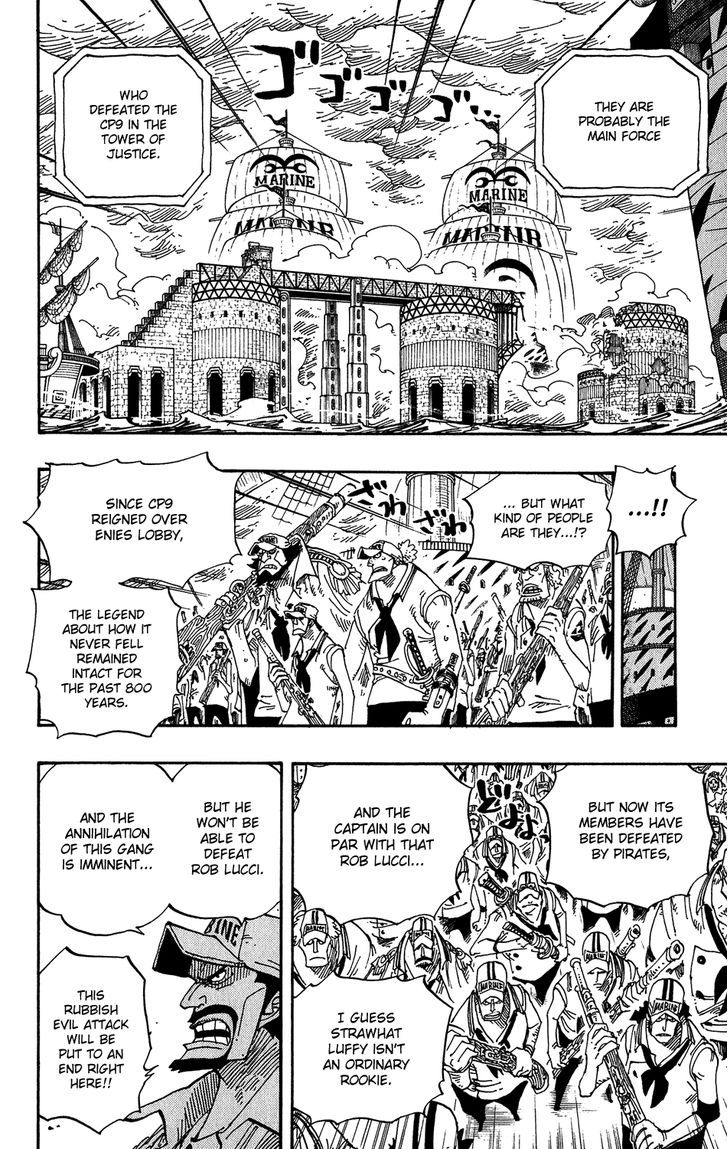 THEY ARE
PROBABLY THE
MAIN FORCE
WHO
DEFEATED THE
CP9 IN THE
TOWER OF
JUSTICE.
ゴゴゴゴゴ
MARINE
MARINE
...!!
... BUT WHAT
KIND OF PEOPLE
ARE THEY...!?
ざわ
ざわ
SINCE CP9
REIGNED OVER
ENIES LOBBY,
THE LEGEND
ABOUT HOW IT
NEVER FELL
REMAINED
INTACT FOR
THE PAST 800
YEARS.
BUT NOW ITS
MEMBERS HAVE
BEEN DEFEATED
BY PIRATES,
どよっ
AND THE
CAPTAIN IS ON
PAR WITH THAT
ROB LUCCI...
I GUESS
STRAWHAT
LUFFY ISN'T
AN ORDINARY
ROOKIE.
MARINE
BUT HE
WON'T BE
ABLE TO
DEFEAT
ROB LUCCI.
AND THE
ANNIHILATION
OF THIS GANG
IS IMMINENT...
THIS
RUBBISH
EVIL ATTACK
WILL BE
PUT TO AN
END RIGHT
HERE!!